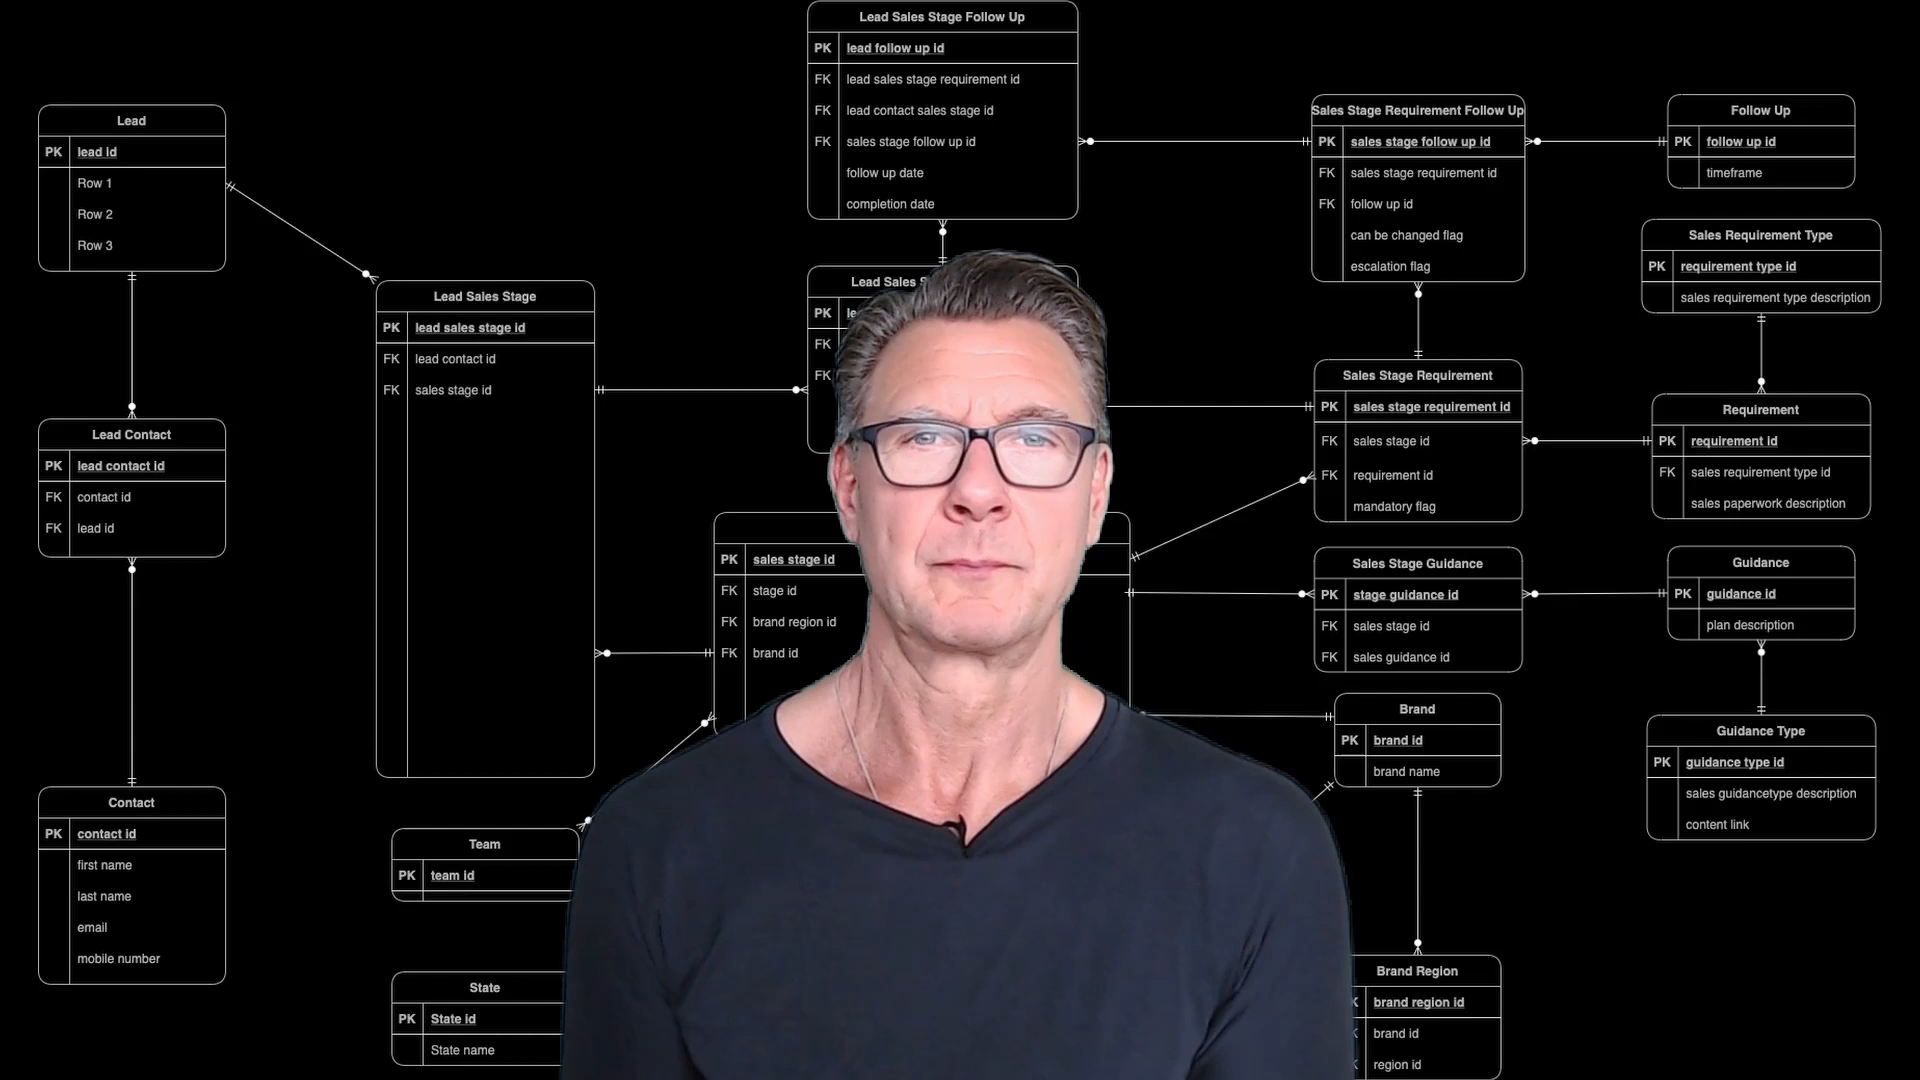 Lead Sales Stage Follow Up
PK lead follow up id
FK lead sales stage requirement id
FK lead contact sales stage id
FK sales stage follow up id
follow up date
completion date
Lead
PK lead id
Row 1
Row 2
Row 3
Sales Stage Requirement Follow Up
PK sales stage follow up id
FK sales stage requirement id
FK follow up id
can be changed flag
escalation flag
Follow Up
PK follow up id
timeframe
Sales Requirement Type
PK requirement type id
sales requirement type description
Lead Sales Stage
PK lead sales stage id
FK lead contact id
FK sales stage id
Lead Sales
PK
FK
FK
Sales Stage Requirement
PK sales stage requirement id
FK sales stage id
FK requirement id
mandatory flag
Requirement
PK requirement id
FK sales requirement type id
sales paperwork description
Lead Contact
PK lead contact id
FK contact id
FK lead id
PK sales stage id
FK stage id
FK brand region id
FK brand id
Sales Stage Guidance
PK stage guidance id
FK sales stage id
FK sales guidance id
Guidance
PK guidance id
plan description
Brand
PK brand id
brand name
Guidance Type
PK guidance type id
sales guidancetype description
content link
Contact
PK contact id
first name
last name
email
mobile number
Team
PK team id
State
PK State id
State name
Brand Region
brand region id
brand id
region id